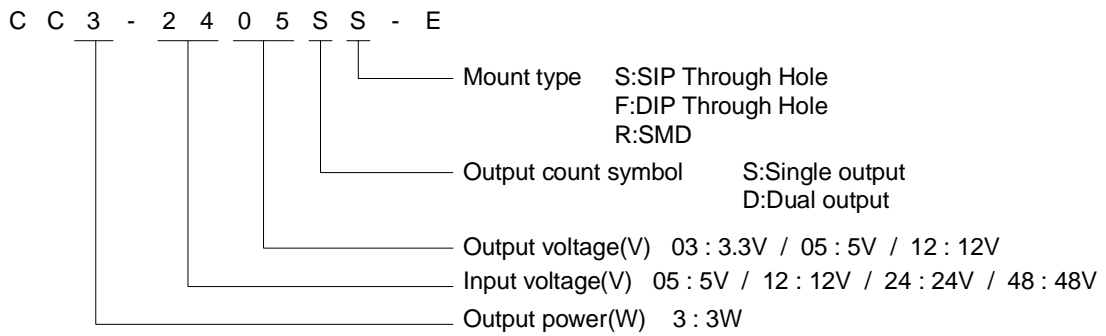 C C 3 - 2 4 0 5 S S - E
Mount type S:SIP Through Hole
F:DIP Through Hole
R:SMD
Output count symbol S:Single output
D:Dual output
Output voltage(V) 03 : 3.3V / 05 : 5V / 12 : 12V
Input voltage(V) 05 : 5V / 12 : 12V / 24 : 24V / 48 : 48V
Output power(W) 3 : 3W